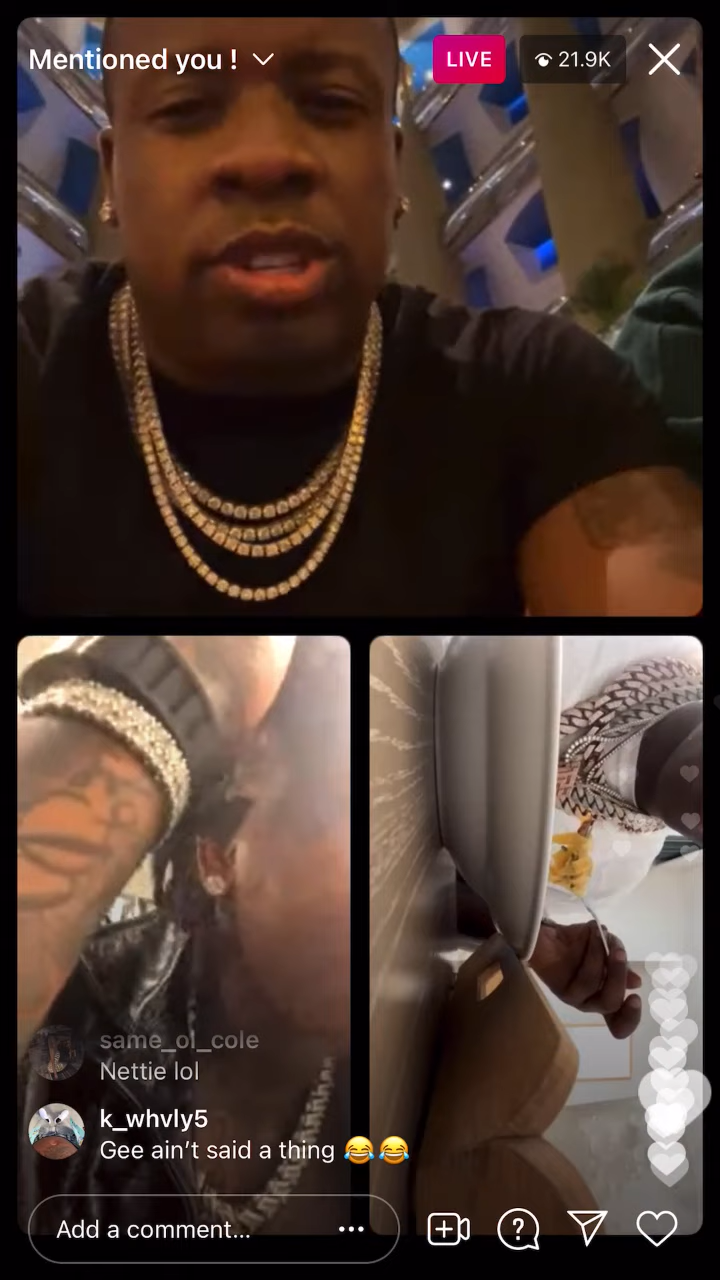 Mentioned you ! LIVE 21.9K
same_ol_cole
Nettie lol
k_whvly5
Gee ain’t said a thing 😂😂
Add a comment...